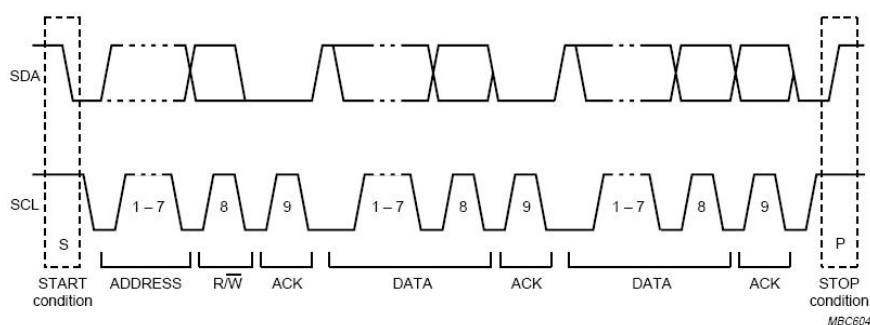 SDA
SCL
1 – 7 8 9 1 – 7 8 9 1 – 7 8 9
S P
START condition ADDRESS R/W̅ ACK DATA ACK DATA ACK STOP condition
MBC604